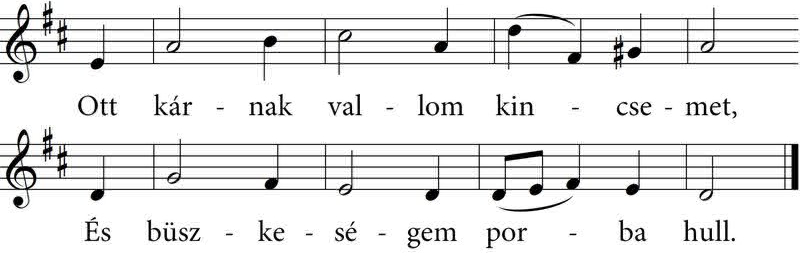 Ott kár - nak val - lom kin - cse - met,
És büsz - ke - sé - gem por - ba hull.